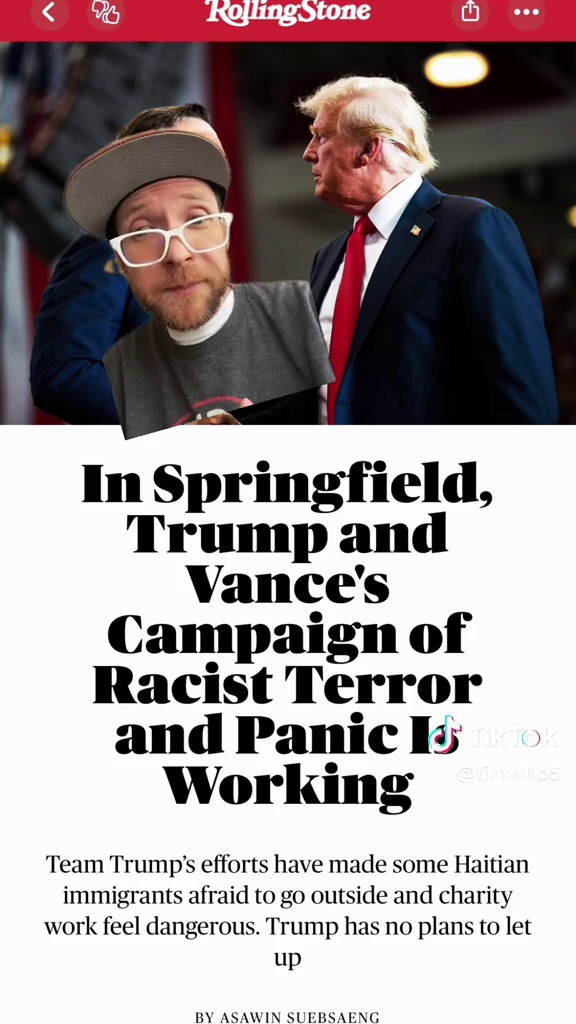 RollingStone
In Springfield,
Trump and
Vance's
Campaign of
Racist Terror
and Panic Is
Working
TikTok
@timwho5
Team Trump’s efforts have made some Haitian
immigrants afraid to go outside and charity
work feel dangerous. Trump has no plans to let
up
BY ASAWIN SUEBSAENG